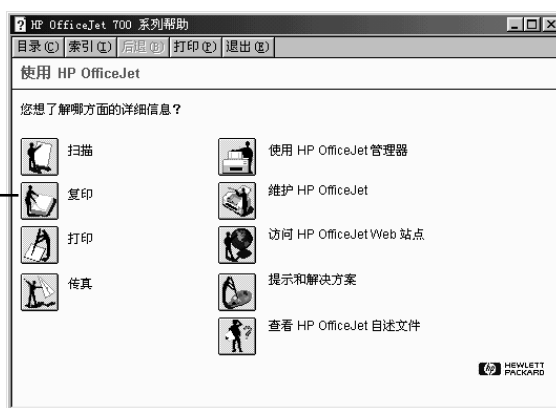 HP OfficeJet 700 系列帮助
目录(C) 索引(I) 后退(B) 打印(P) 退出(E)
使用 HP OfficeJet
您想了解哪方面的详细信息？
扫描
复印
打印
传真
使用 HP OfficeJet 管理器
维护 HP OfficeJet
访问 HP OfficeJet Web 站点
提示和解决方案
查看 HP OfficeJet 自述文件
hp HEWLETT
PACKARD